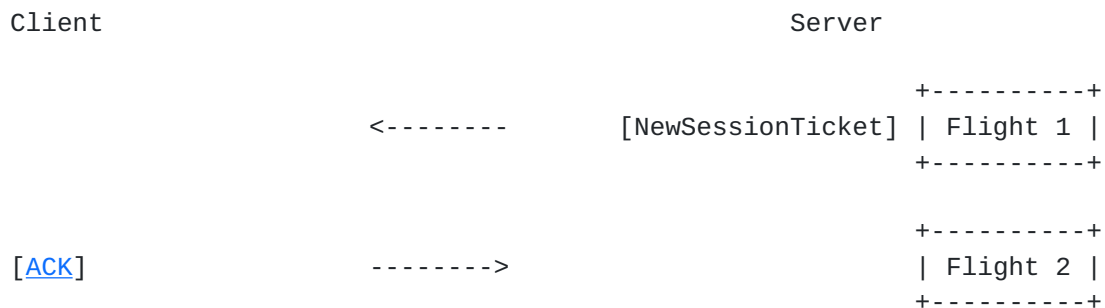 Client                                            Server

                                                           +----------+
                       <--------       [NewSessionTicket] | Flight 1 |
                                                           +----------+

                                                           +----------+
[ACK]                  -------->                           | Flight 2 |
                                                           +----------+